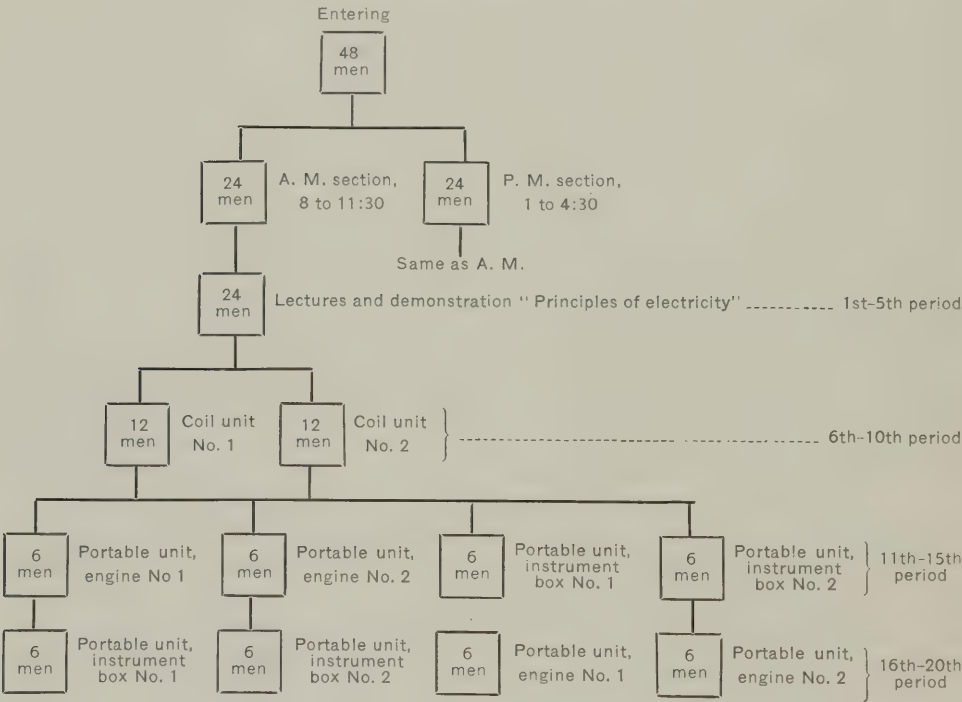 Entering
48
men
24
men
A. M. section,
8 to 11:30
24
men
P. M. section,
1 to 4:30
Same as A. M.
24
men
Lectures and demonstration “ Principles of electricity” ---------- 1st–5th period
12
men
Coil unit
No. 1
12
men
Coil unit
No. 2
6th–10th period
6
men
Portable unit,
engine No 1
6
men
Portable unit,
engine No. 2
6
men
Portable unit,
instrument
box No. 1
6
men
Portable unit,
instrument
box No. 2
11th–15th
period
6
men
Portable unit,
instrument
box No. 1
6
men
Portable unit,
instrument
box No. 2
6
men
Portable unit,
engine No. 1
6
men
Portable unit,
engine No. 2
16th–20th
period